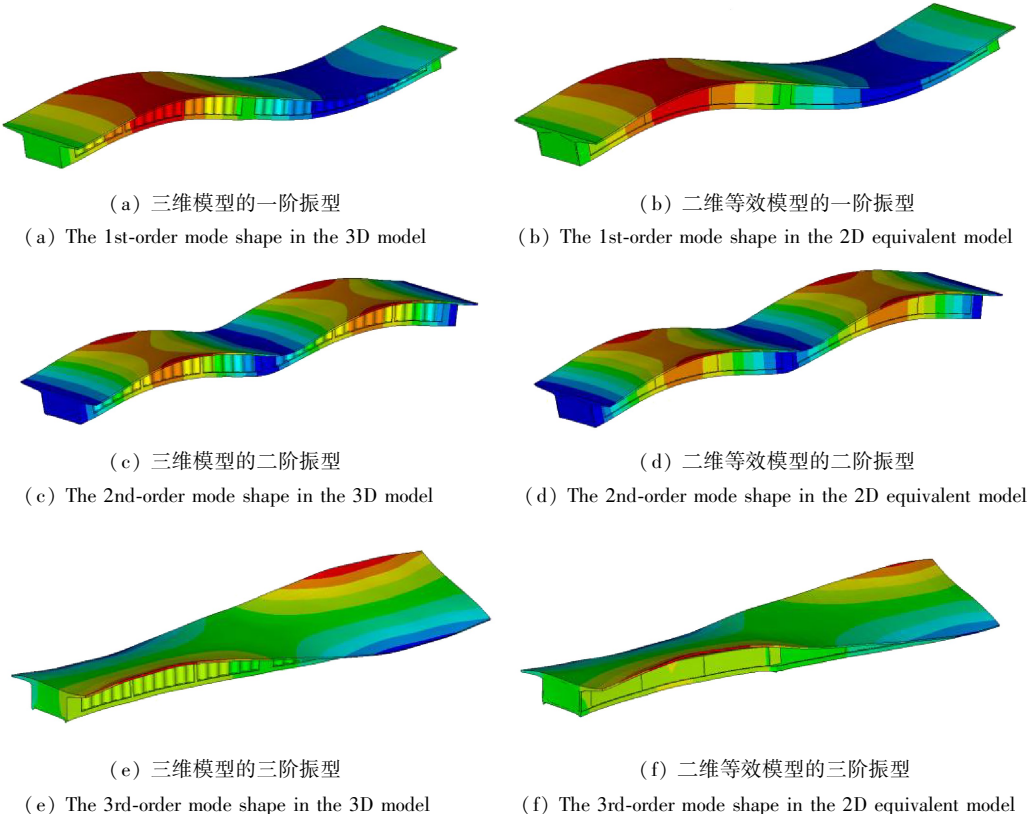 (a) 三维模型的一阶振型
(b) 二维等效模型的一阶振型
(a) The 1st-order mode shape in the 3D model
(b) The 1st-order mode shape in the 2D equivalent model
(c) 三维模型的二阶振型
(d) 二维等效模型的二阶振型
(c) The 2nd-order mode shape in the 3D model
(d) The 2nd-order mode shape in the 2D equivalent model
(e) 三维模型的三阶振型
(f) 二维等效模型的三阶振型
(e) The 3rd-order mode shape in the 3D model
(f) The 3rd-order mode shape in the 2D equivalent model